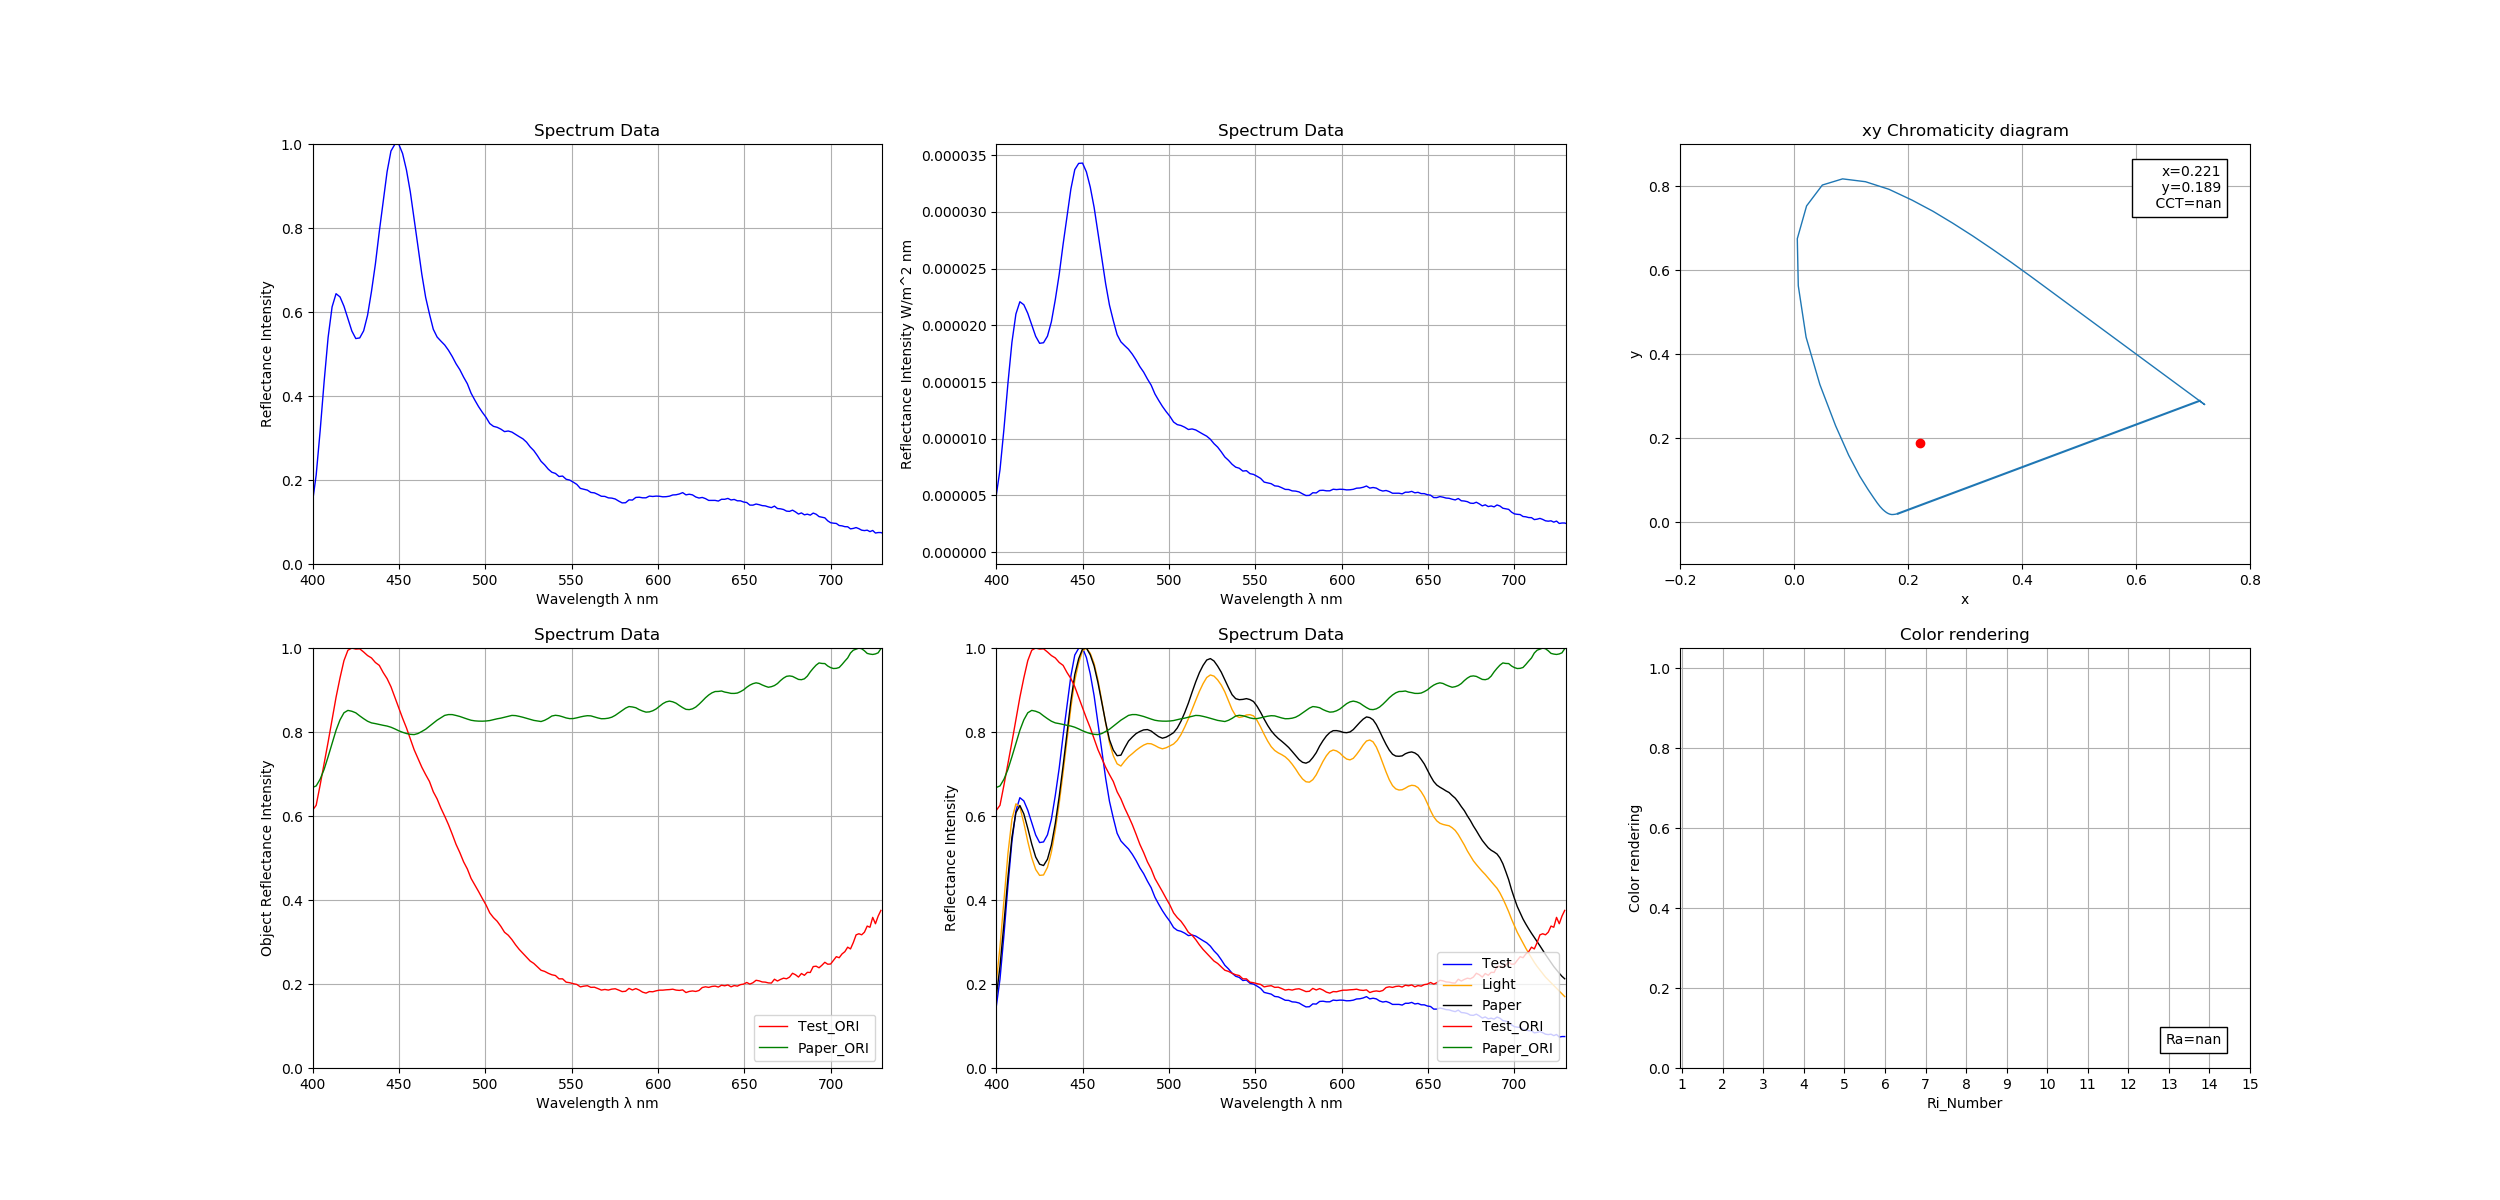 Spectrum Data
1.0
0.8
0.6
0.4
0.2
0.0
Reflectance Intensity
400 450 500 550 600 650 700
Wavelength λ nm
Spectrum Data
0.000035
0.000030
0.000025
0.000020
0.000015
0.000010
0.000005
0.000000
Reflectance Intensity W/m^2 nm
400 450 500 550 600 650 700
Wavelength λ nm
xy Chromaticity diagram
x=0.221
y=0.189
CCT=nan
0.8
0.6
0.4
0.2
0.0
y
−0.2 0.0 0.2 0.4 0.6 0.8
x
Spectrum Data
1.0
0.8
0.6
0.4
0.2
0.0
Object Reflectance Intensity
Test_ORI
Paper_ORI
400 450 500 550 600 650 700
Wavelength λ nm
Spectrum Data
1.0
0.8
0.6
0.4
0.2
0.0
Reflectance Intensity
Test
Light
Paper
Test_ORI
Paper_ORI
400 450 500 550 600 650 700
Wavelength λ nm
Color rendering
1.0
0.8
0.6
0.4
0.2
0.0
Color rendering
Ra=nan
1 2 3 4 5 6 7 8 9 10 11 12 13 14 15
Ri_Number